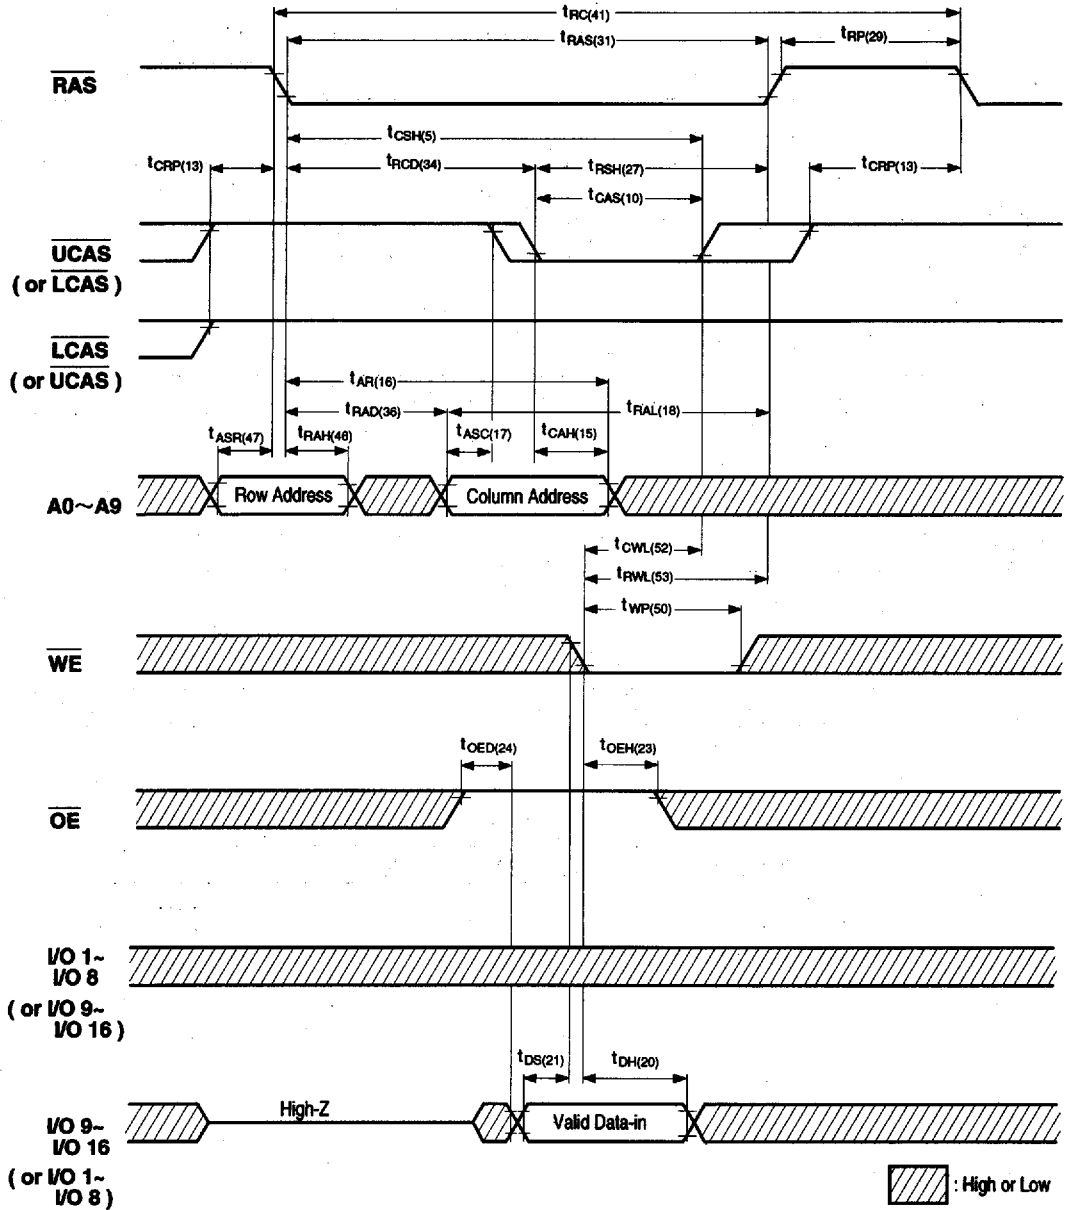 tRC(41)
tRAS(31)
tRP(29)
RAS
tCSH(5)
tCRP(13)
tRCD(34)
tRSH(27)
tCRP(13)
tCAS(10)
UCAS
( or LCAS )
LCAS
( or UCAS )
tAR(16)
tRAD(36)
tRAL(18)
tASR(47)
tRAH(46)
tASC(17)
tCAH(15)
A0~A9
Row Address
Column Address
tCWL(52)
tRWL(53)
tWP(50)
WE
tOED(24)
tOEH(23)
OE
I/O 1~
I/O 8
( or I/O 9~
I/O 16 )
tDS(21)
tDH(20)
I/O 9~
I/O 16
High-Z
Valid Data-in
( or I/O 1~
I/O 8 )
: High or Low